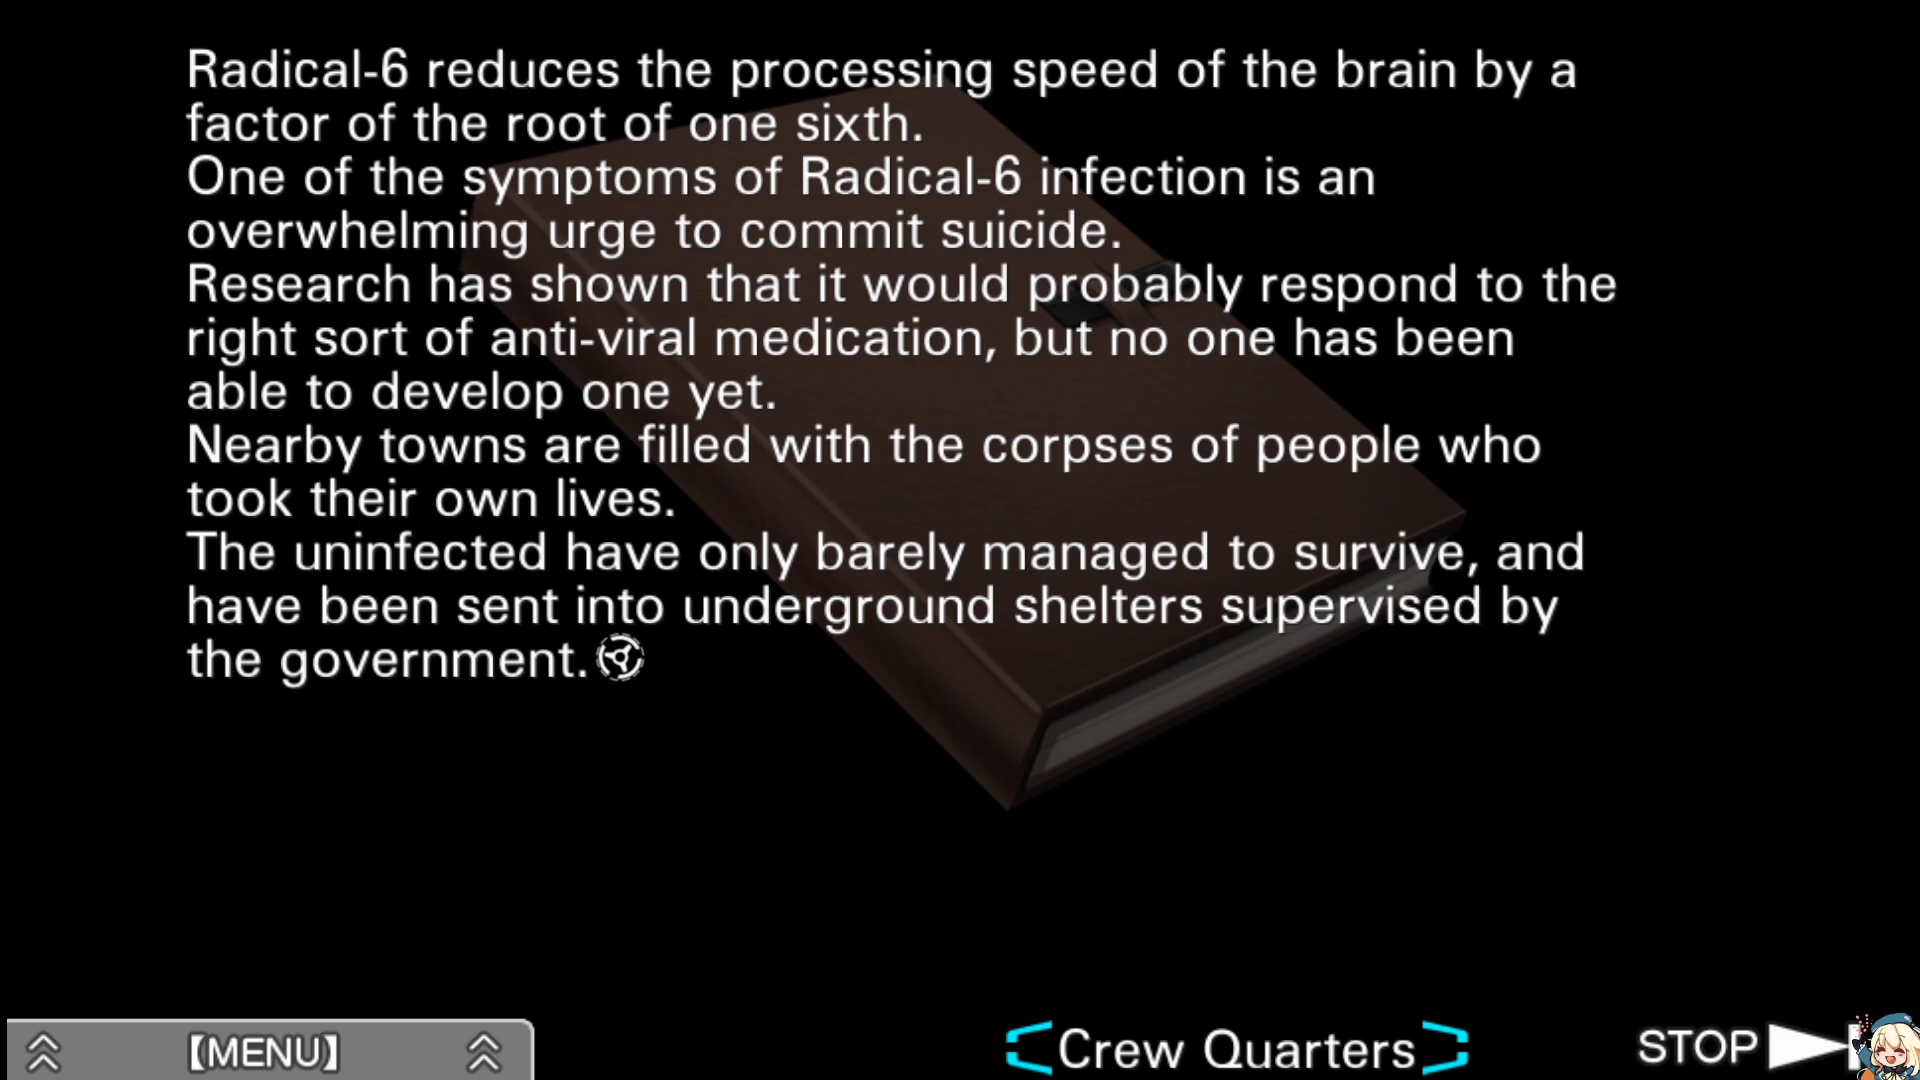 Radical-6 reduces the processing speed of the brain by a
factor of the root of one sixth.
One of the symptoms of Radical-6 infection is an
overwhelming urge to commit suicide.
Research has shown that it would probably respond to the
right sort of anti-viral medication, but no one has been
able to develop one yet.
Nearby towns are filled with the corpses of people who
took their own lives.
The uninfected have only barely managed to survive, and
have been sent into underground shelters supervised by
the government.
【MENU】
Crew Quarters
STOP